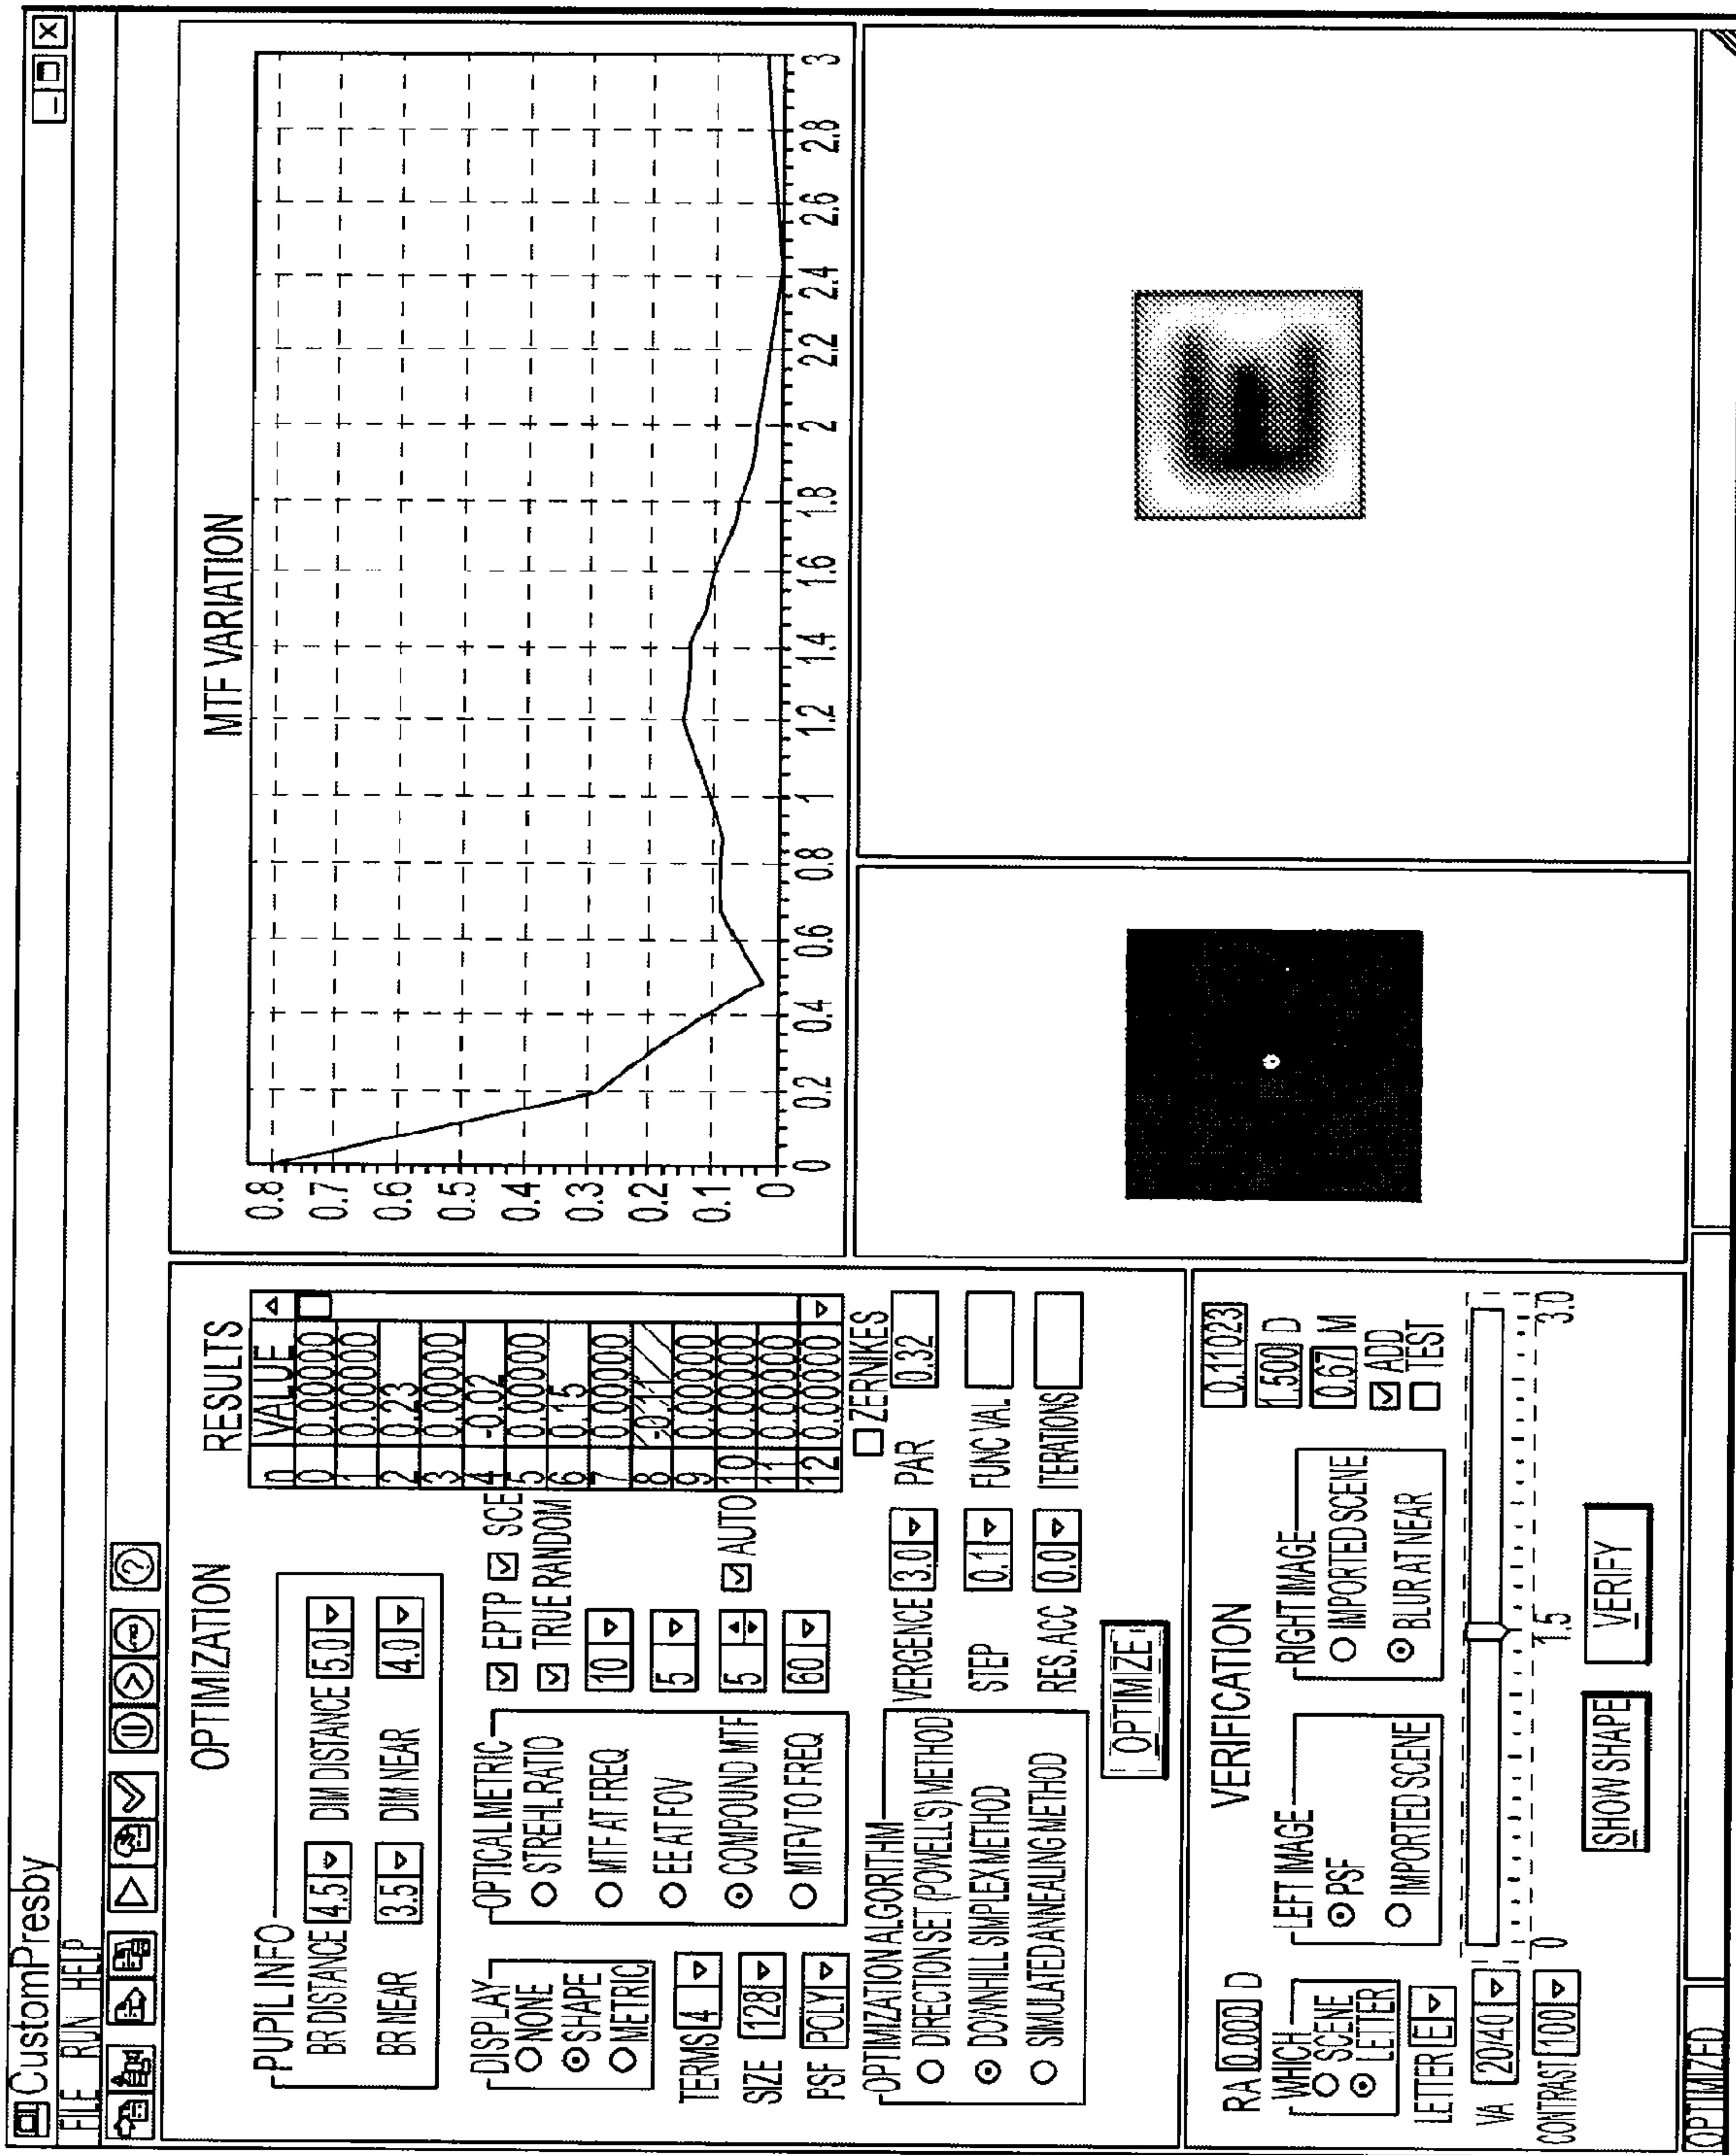 CustomPresby
FILE RUN HELP
OPTIMIZATION
PUPIL INFO
BR DISTANCE 4.5 DIM DISTANCE 5.0
BR NEAR 3.5 DIM NEAR 4.0
DISPLAY
NONE
SHAPE
METRIC
TERMS 4
SIZE 128
PSF POLY
OPTICAL METRIC
STREHL RATIO
MTF AT FREQ
EE AT FOV
COMPOUND MTF
MTFV TO FREQ
EPTP SCE
TRUE RANDOM
10
5
5 AUTO
60
RESULTS
VALUE
0 0.00000
1 0.00000
2 0.23
3 0.00000
4 -0.02
5 0.00000
6 0.15
7 0.00000
8
9 0.00000
10 0.00000
11 0.00000
12 0.00000
ZERNIKES
OPTIMIZATION ALGORITHM
DIRECTION SET (POWELL'S) METHOD
DOWNHILL SIMPLEX METHOD
SIMULATED ANNEALING METHOD
VERGENCE 3.0 PAR 0.32
STEP 0.1 FUNC VAL
RES.ACC 0.0 ITERATIONS
OPTIMIZE
VERIFICATION
RA 0.000 D
WHICH
SCENE
LETTER
LETTER E
VA 20/40
CONTRAST 100
LEFT IMAGE
PSF
IMPORTED SCENE
RIGHT IMAGE
IMPORTED SCENE
BLUR AT NEAR
0.11023
1.500 D
0.67 M
ADD
TEST
0 1.5 3.0
SHOW SHAPE
VERIFY
MTF VARIATION
0.8
0.7
0.6
0.5
0.4
0.3
0.2
0.1
0
0 0.2 0.4 0.6 0.8 1 1.2 1.4 1.6 1.8 2 2.2 2.4 2.6 2.8 3
E
OPTIMIZED